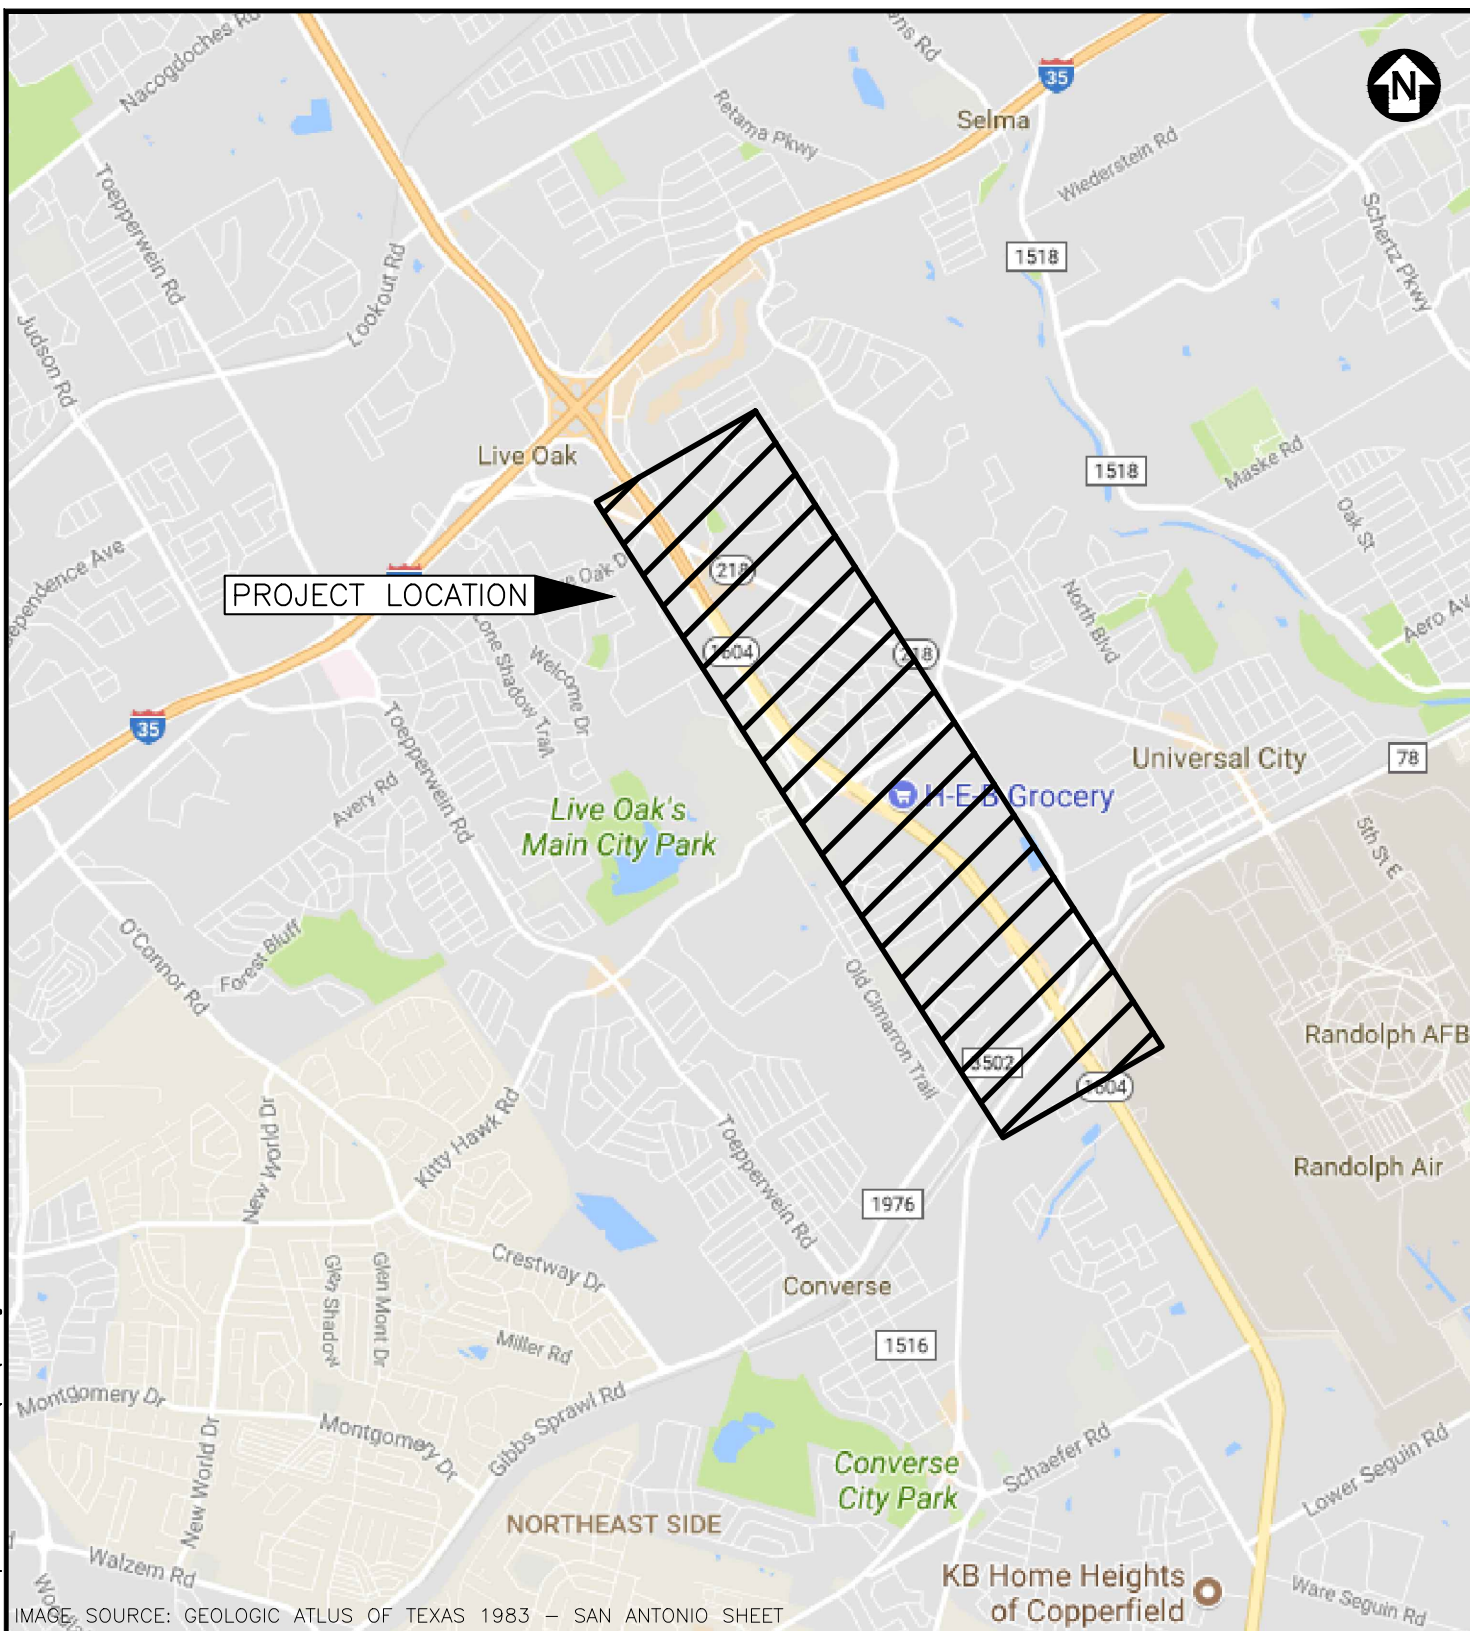 Nacogdoches Rd
35
N
Selma
Retama Pkwy
Wiederstein Rd
Toepperwein Rd
Schertz Pkwy
1518
Lookout Rd
Judson Rd
Live Oak
1518
Maske Rd
Oak St
218
PROJECT LOCATION
North Blvd
Aero Av
Lone Shadow Trail
Welcome Dr
1604
218
35
Toepperwein Rd
Universal City
78
Avery Rd
Live Oak's
Main City Park
H-E-B Grocery
5th St E
O'Connor Rd
Forest Bluff
Old Cimarron Trail
Randolph AFB
3502
1604
New World Dr
Kitty Hawk Rd
Toepperwein Rd
Randolph Air
1976
Crestway Dr
Converse
Glen Shadow
Glen Mont Dr
Miller Rd
1516
Montgomery Dr
Montgomery Dr
Gibbs Sprawl Rd
New World Dr
Converse
City Park
Schaefer Rd
Lower Seguin Rd
NORTHEAST SIDE
Walzem Rd
KB Home Heights
of Copperfield
Ware Seguin Rd
IMAGE SOURCE: GEOLOGIC ATLUS OF TEXAS 1983 – SAN ANTONIO SHEET